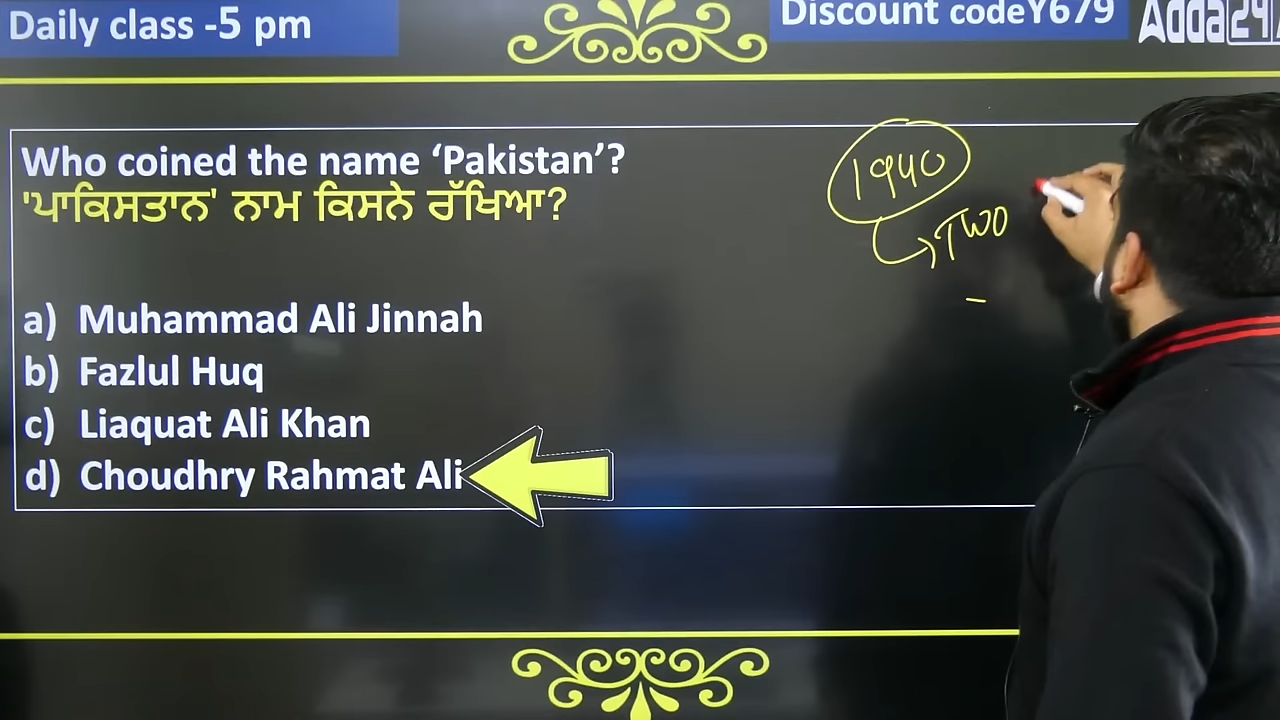 Daily class -5 pm
Discount codeY679
Adda24
Who coined the name ‘Pakistan’?
'ਪਾਕਿਸਤਾਨ' ਨਾਮ ਕਿਸਨੇ ਰੱਖਿਆ?
a) Muhammad Ali Jinnah
b) Fazlul Huq
c) Liaquat Ali Khan
d) Choudhry Rahmat Ali
1940
TWO